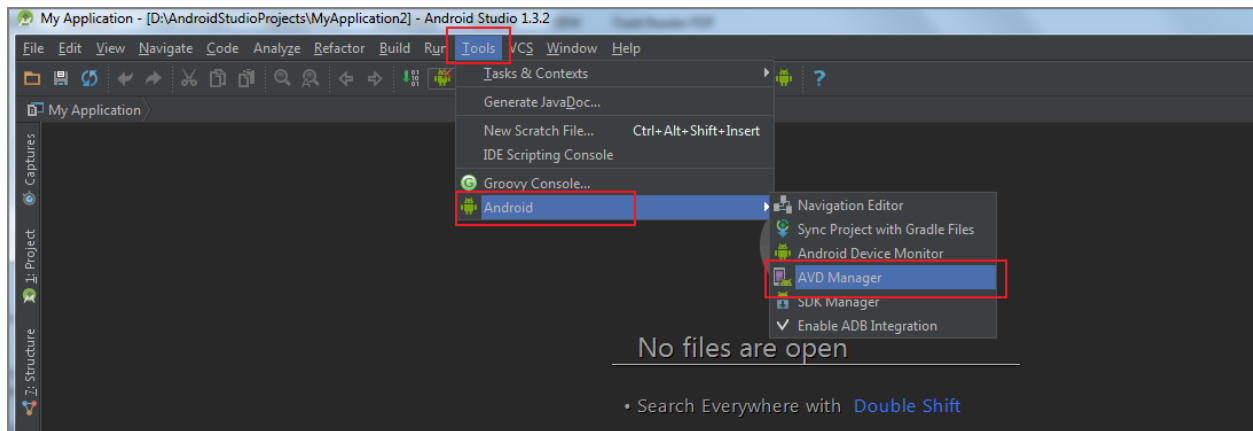 My Application - [D:\AndroidStudioProjects\MyApplication2] - Android Studio 1.3.2
File Edit View Navigate Code Analyze Refactor Build Run Tools VCS Window Help
Tasks & Contexts
?
Generate JavaDoc...
My Application
New Scratch File... Ctrl+Alt+Shift+Insert
IDE Scripting Console
Captures
Groovy Console...
Android
Navigation Editor
Sync Project with Gradle Files
Android Device Monitor
AVD Manager
SDK Manager
Enable ADB Integration
1: Project
7: Structure
No files are open
• Search Everywhere with Double Shift